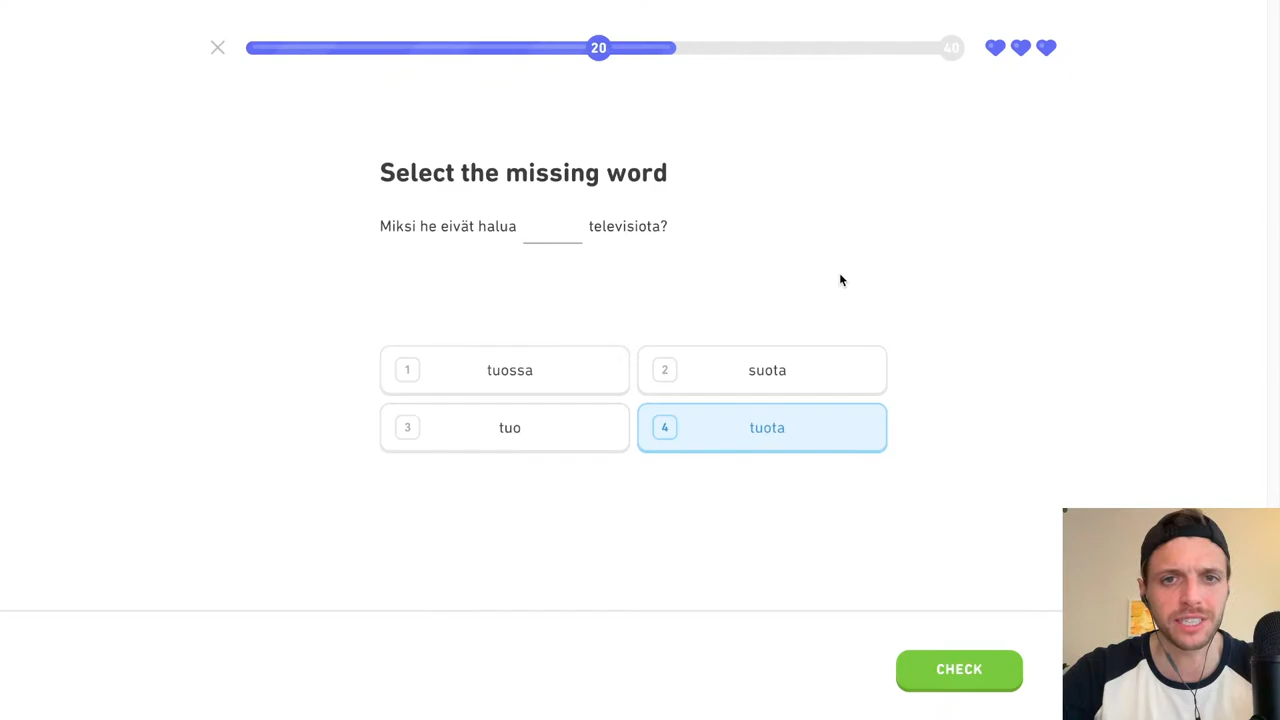 20
40
Select the missing word
Miksi he eivät halua ______ televisiota?
1 tuossa
2 suota
3 tuo
4 tuota
CHECK